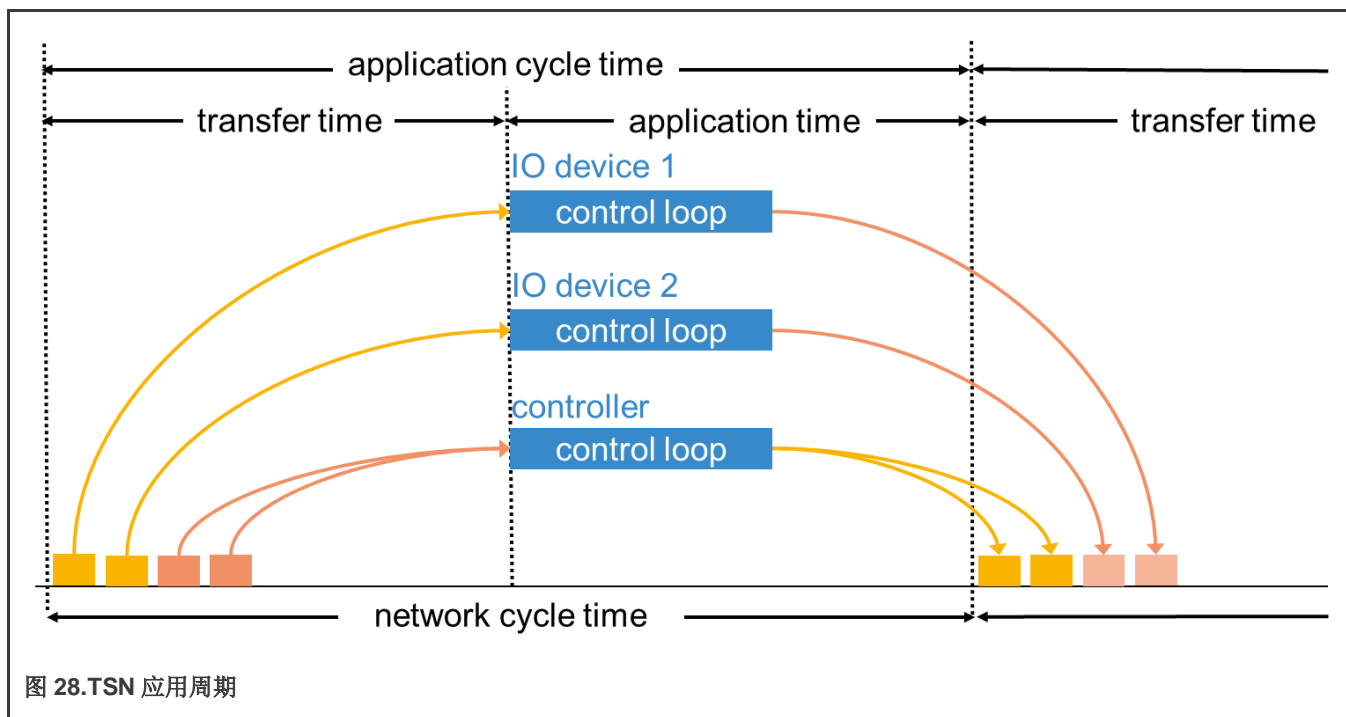 application cycle time
transfer time
application time
transfer time
IO device 1
control loop
IO device 2
control loop
controller
control loop
network cycle time
图 28.TSN 应用周期